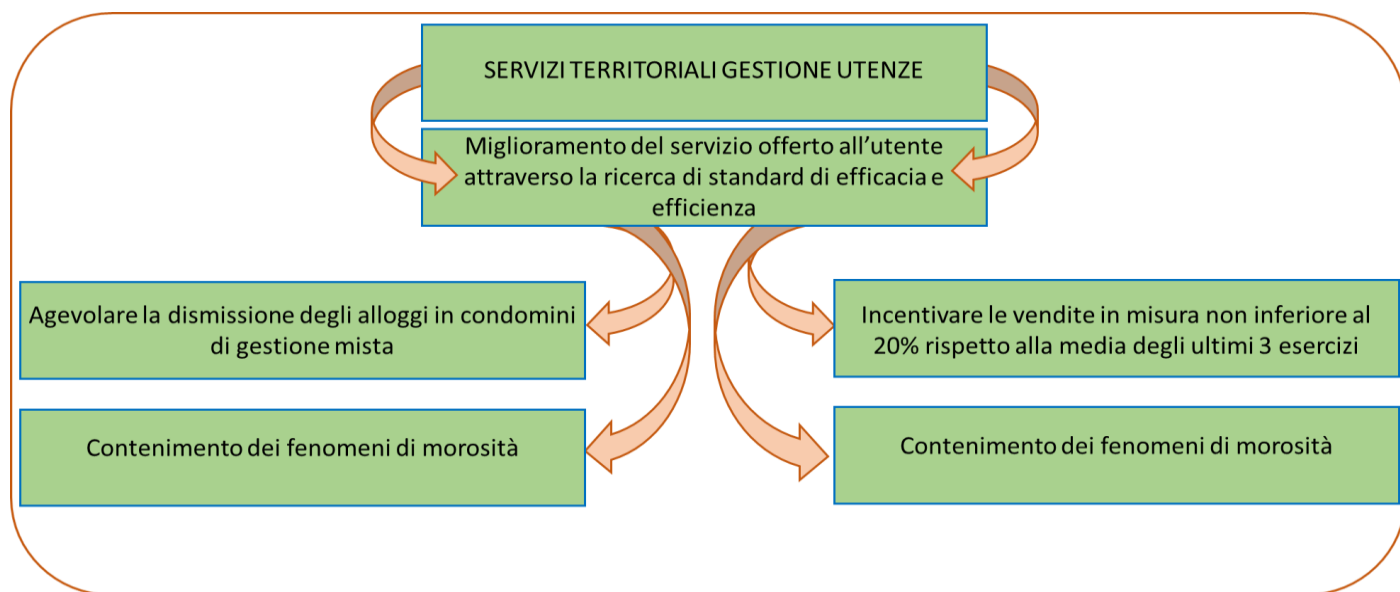 SERVIZI TERRITORIALI GESTIONE UTENZE
Miglioramento del servizio offerto all’utente
attraverso la ricerca di standard di efficacia e
efficienza
Agevolare la dismissione degli alloggi in condomini
di gestione mista
Incentivare le vendite in misura non inferiore al
20% rispetto alla media degli ultimi 3 esercizi
Contenimento dei fenomeni di morosità
Contenimento dei fenomeni di morosità